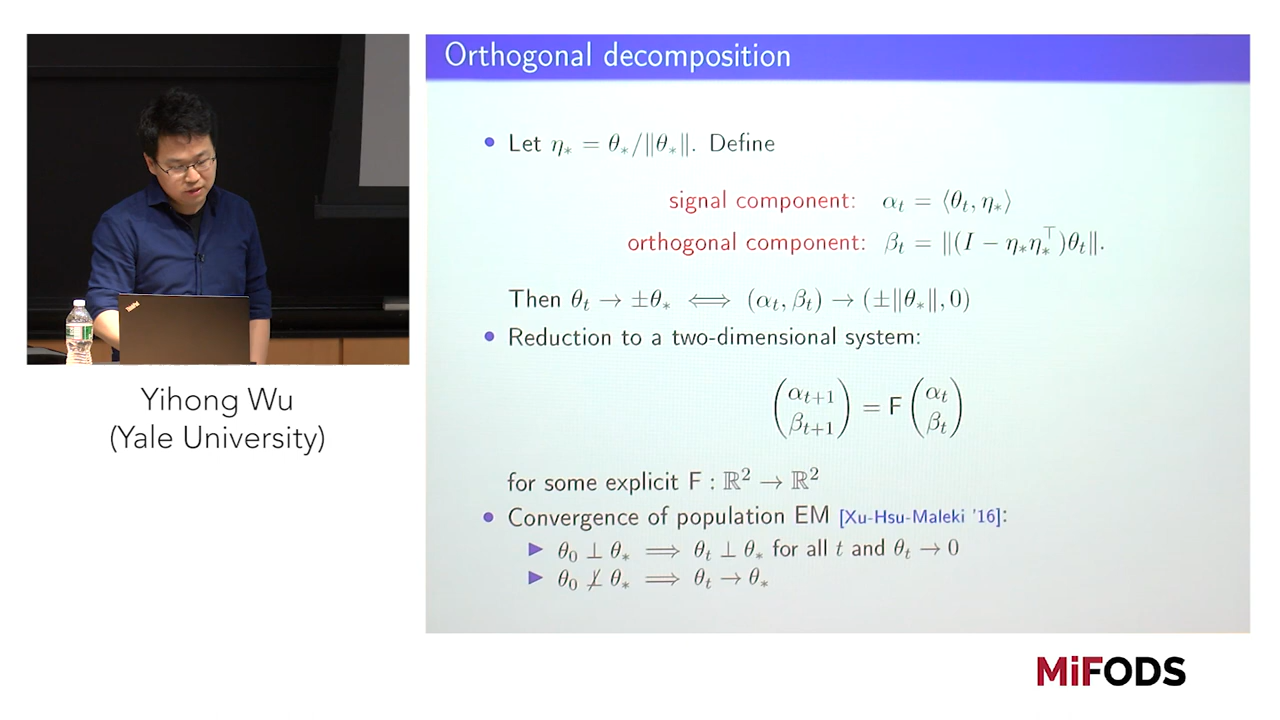 Orthogonal decomposition
• Let η∗ = θ∗/‖θ∗‖. Define
signal component: αₜ = ⟨θₜ, η∗⟩
orthogonal component: βₜ = ‖(I − η∗η∗⊤)θₜ‖.
Then θₜ → ±θ∗ ⟺ (αₜ, βₜ) → (±‖θ∗‖, 0)
• Reduction to a two-dimensional system:
(αₜ₊₁ βₜ₊₁) = F (αₜ βₜ)
for some explicit F : ℝ² → ℝ²
• Convergence of population EM [Xu-Hsu-Maleki '16]:
▶ θ₀ ⊥ θ∗ ⟹ θₜ ⊥ θ∗ for all t and θₜ → 0
▶ θ₀ ⊥̸ θ∗ ⟹ θₜ → θ∗
ThinkPad
Yihong Wu
(Yale University)
MiFODS